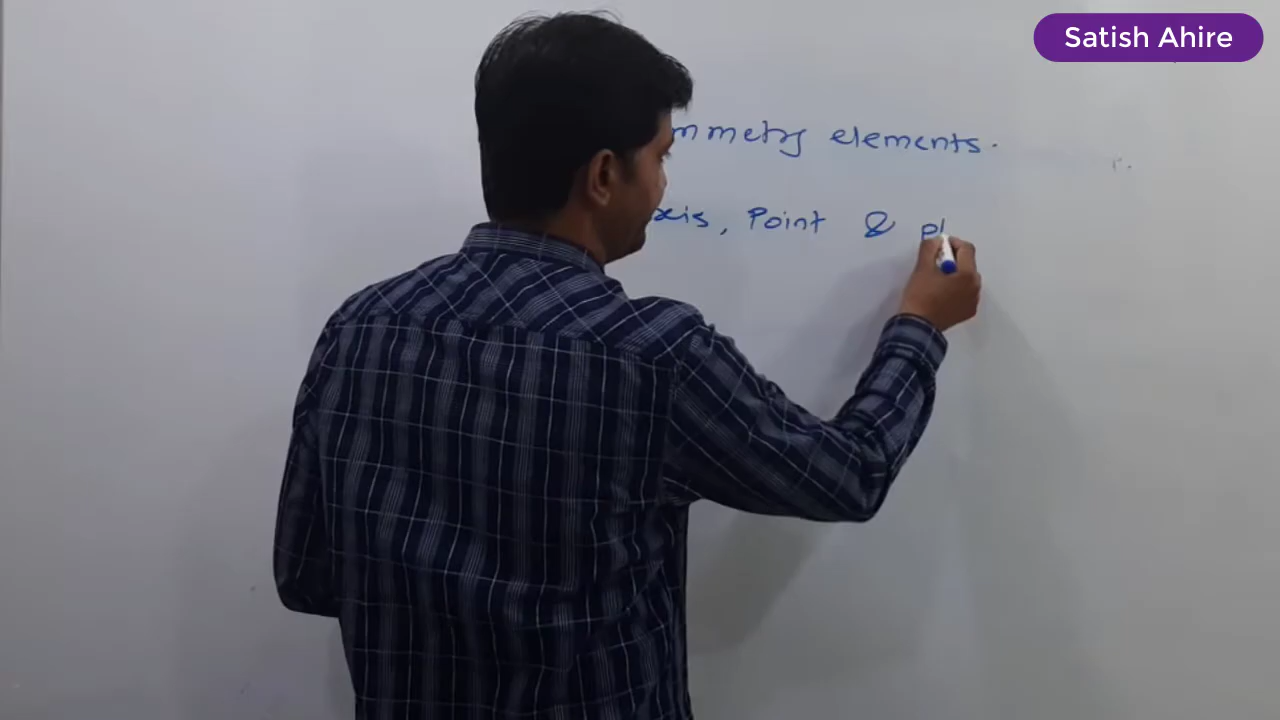 Satish Ahire
mmetry elements.
xis, Point & pl